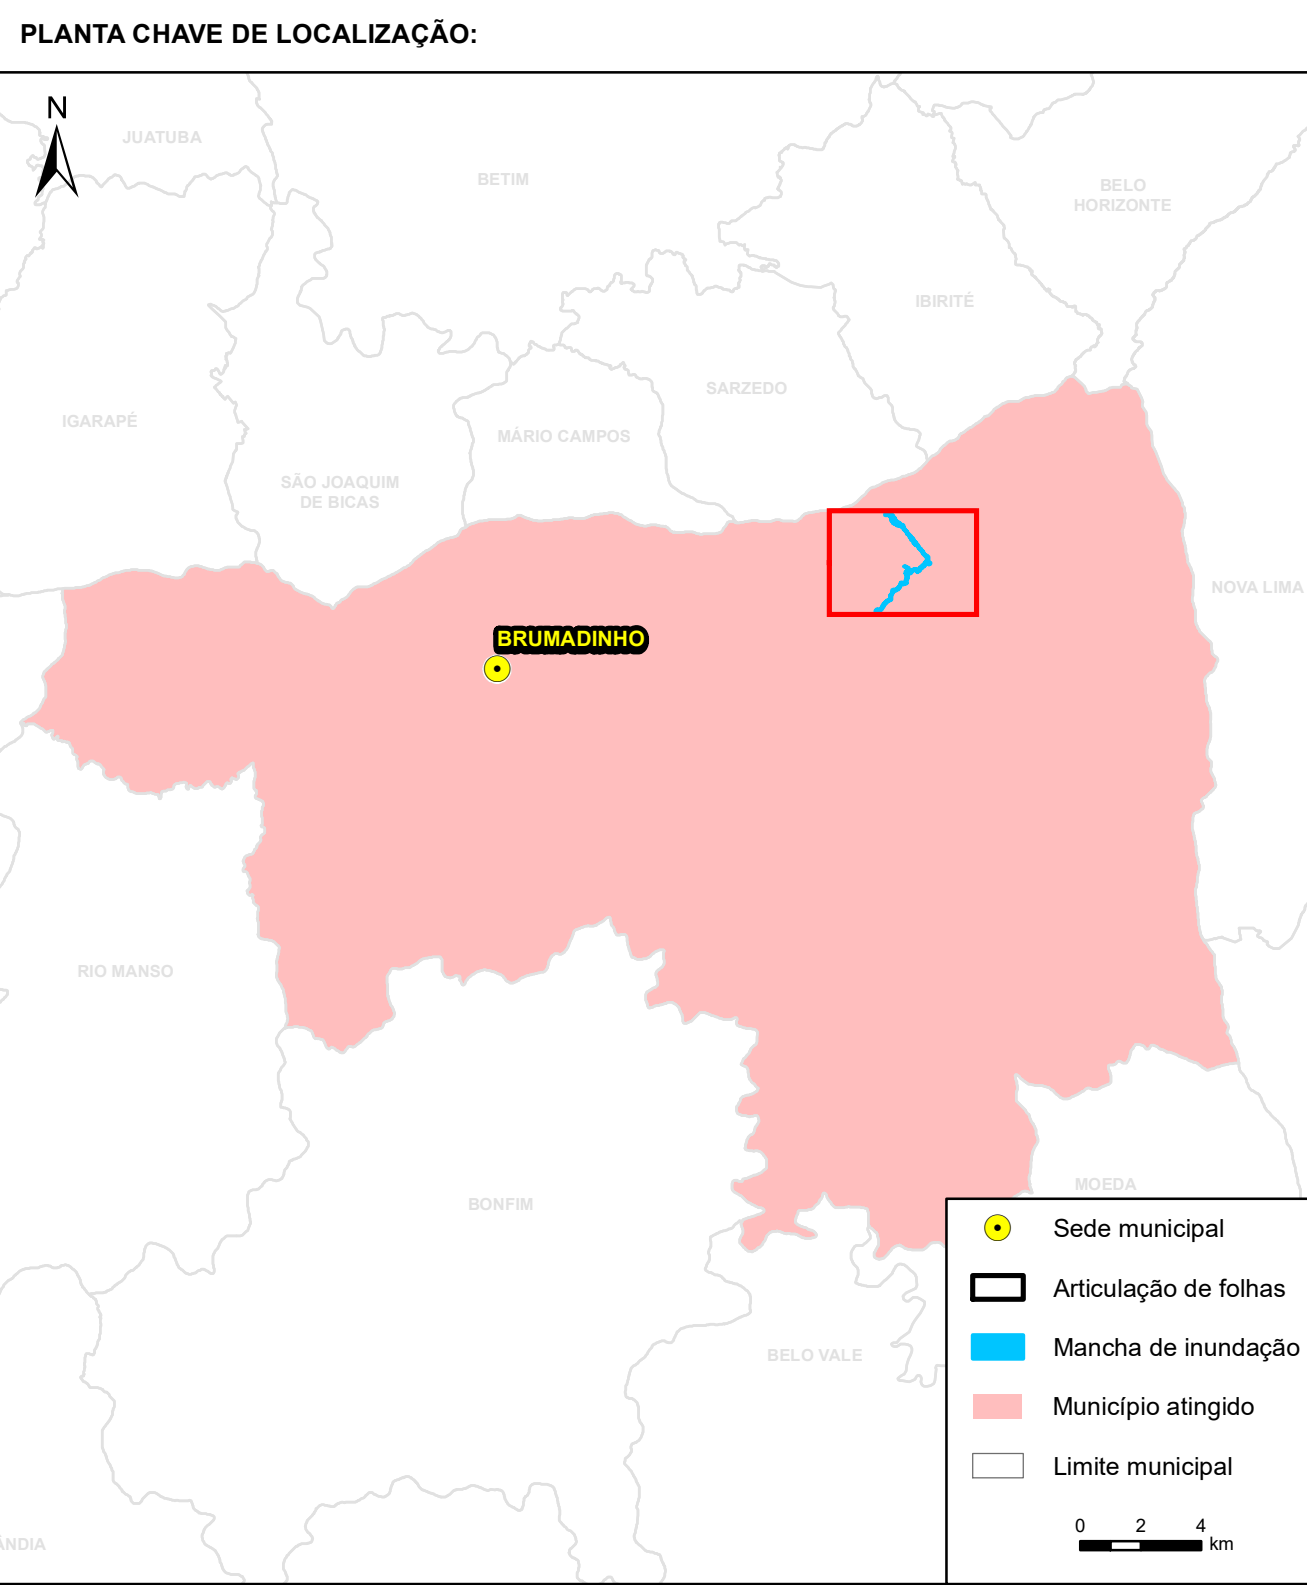 PLANTA CHAVE DE LOCALIZAÇÃO:
N
JUATUBA
BETIM
BELO
HORIZONTE
IBIRITÉ
SARZEDO
IGARAPÉ
MÁRIO CAMPOS
SÃO JOAQUIM
DE BICAS
NOVA LIMA
BRUMADINHO
RIO MANSO
MOEDA
BONFIM
BELO VALE
ÂNDIA
Sede municipal
Articulação de folhas
Mancha de inundação
Município atingido
Limite municipal
0 2 4
km